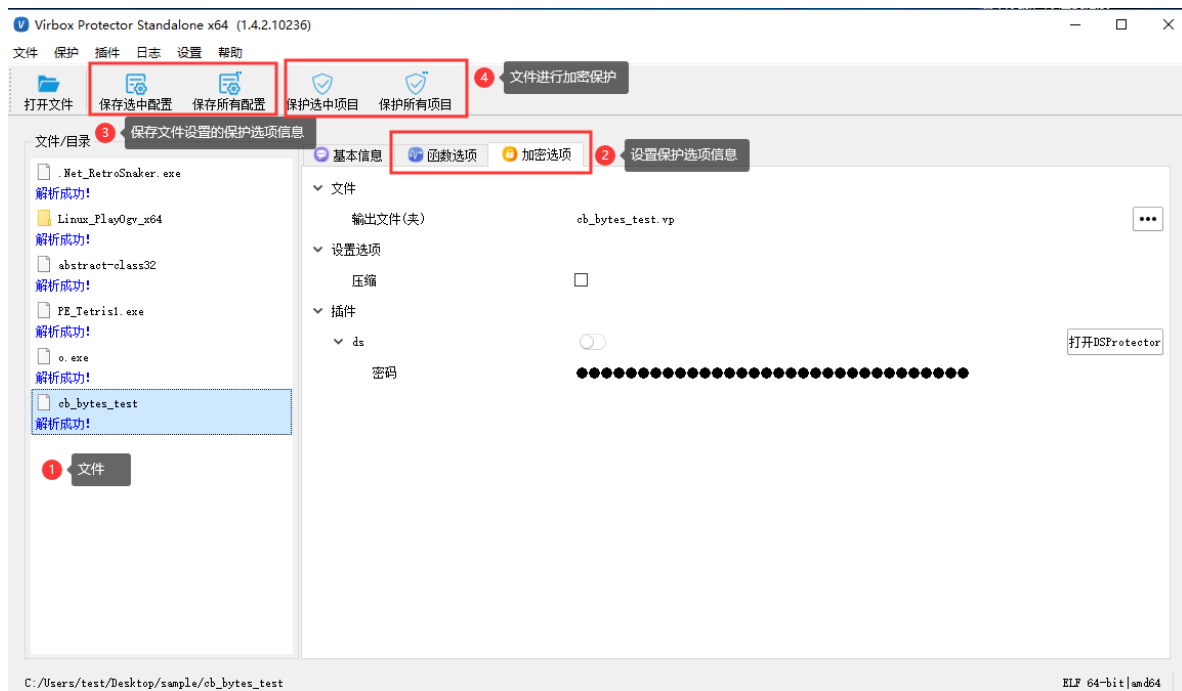 Virbox Protector Standalone x64 (1.4.2.10236)
文件 保护 插件 日志 设置 帮助
打开文件 保存选中配置 保存所有配置 保护选中项目 保护所有项目
4 文件进行加密保护
3 保存文件设置的保护选项信息
文件/目录
基本信息 函数选项 加密选项
2 设置保护选项信息
.Net_RetroSnaker.exe
解析成功!
Linux_PlayOgv_x64
解析成功!
abstract-class32
解析成功!
PE_Tetris1.exe
解析成功!
o.exe
解析成功!
cb_bytes_test
解析成功!
1 文件
文件
输出文件(夹) cb_bytes_test.vp
设置选项
压缩
插件
ds 打开DSProtector
密码
C:/Users/test/Desktop/sample/cb_bytes_test
ELF 64-bit|amd64